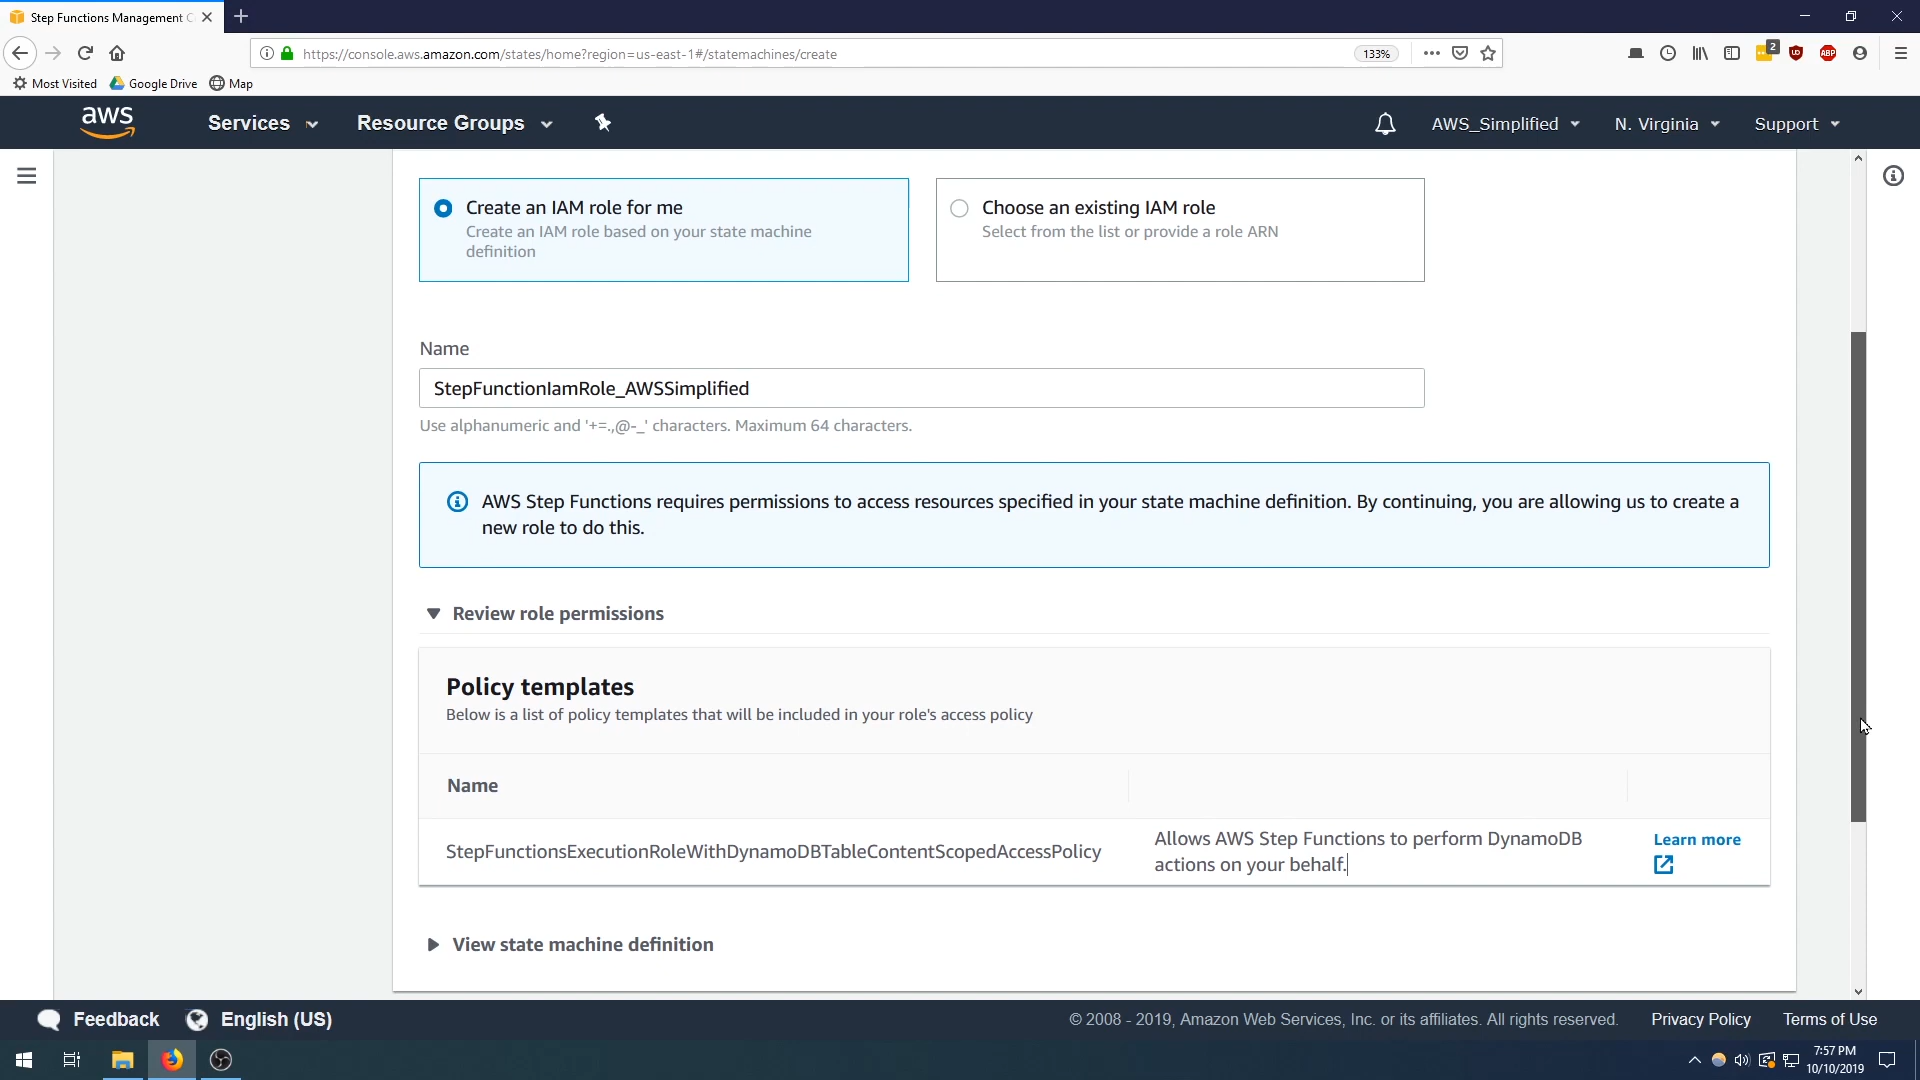 Step Functions Management C
https://console.aws.amazon.com/states/home?region=us-east-1#/statemachines/create
133%
2
Most Visited
Google Drive
Map
aws
Services
Resource Groups
AWS_Simplified
N. Virginia
Support
Create an IAM role for me
Create an IAM role based on your state machine
definition
Choose an existing IAM role
Select from the list or provide a role ARN
Name
StepFunctionIamRole_AWSSimplified
Use alphanumeric and '+=.,@-_' characters. Maximum 64 characters.
AWS Step Functions requires permissions to access resources specified in your state machine definition. By continuing, you are allowing us to create a
new role to do this.
Review role permissions
Policy templates
Below is a list of policy templates that will be included in your role's access policy
Name
StepFunctionsExecutionRoleWithDynamoDBTableContentScopedAccessPolicy
Allows AWS Step Functions to perform DynamoDB
actions on your behalf.
Learn more
View state machine definition
Feedback
English (US)
© 2008 - 2019, Amazon Web Services, Inc. or its affiliates. All rights reserved.
Privacy Policy
Terms of Use
7:57 PM
10/10/2019